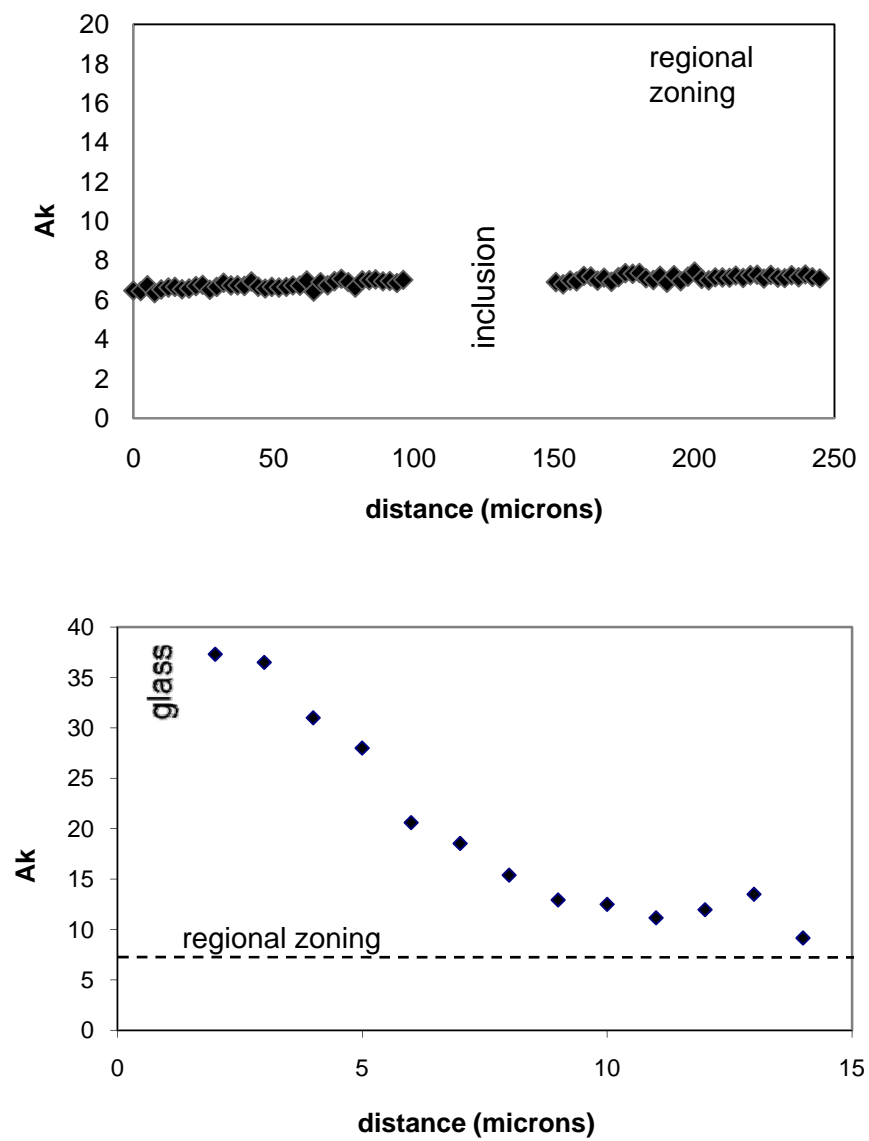 20
18
16
14
12
10
8
6
4
2
0
Ak
regional
zoning
inclusion
0 50 100 150 200 250
distance (microns)
40
35
30
25
20
15
10
5
0
Ak
glass
regional zoning
0 5 10 15
distance (microns)